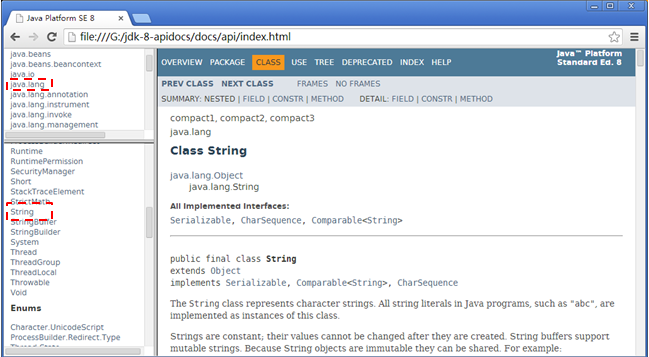 Java Platform SE 8
file:///G:/jdk-8-apidocs/docs/api/index.html
java.beans
java.beans.beancontext
java.io
java.lang
java.lang.annotation
java.lang.instrument
java.lang.invoke
java.lang.management
Runtime
RuntimePermission
SecurityManager
Short
StackTraceElement
StrictMath
String
StringBuffer
StringBuilder
System
Thread
ThreadGroup
ThreadLocal
Throwable
Void
Enums
Character.UnicodeScript
ProcessBuilder.Redirect.Type
Thread.State
OVERVIEW PACKAGE CLASS USE TREE DEPRECATED INDEX HELP
Java™ Platform
Standard Ed. 8
PREV CLASS NEXT CLASS FRAMES NO FRAMES
SUMMARY: NESTED | FIELD | CONSTR | METHOD DETAIL: FIELD | CONSTR | METHOD
compact1, compact2, compact3
java.lang
Class String
java.lang.Object
java.lang.String
All Implemented Interfaces:
Serializable, CharSequence, Comparable<String>
public final class String
extends Object
implements Serializable, Comparable<String>, CharSequence
The String class represents character strings. All string literals in Java programs, such as "abc", are
implemented as instances of this class.
Strings are constant; their values cannot be changed after they are created. String buffers support
mutable strings. Because String objects are immutable they can be shared. For example: